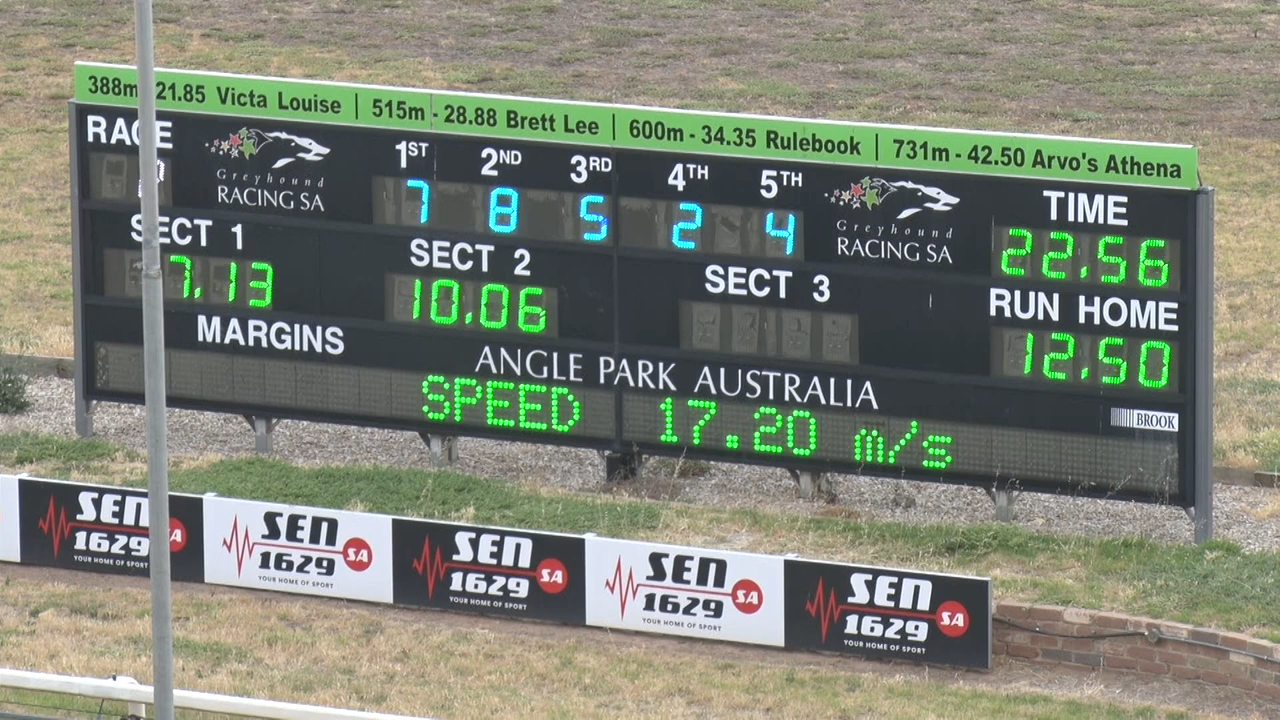 388m 21.85 Victa Louise | 515m - 28.88 Brett Lee | 600m - 34.35 Rulebook | 731m - 42.50 Arvo's Athena
RACE
Greyhound
RACING SA
1ST 2ND 3RD 4TH 5TH
7 8 5 2 4
Greyhound
RACING SA
TIME
22.56
SECT 1
7.13
SECT 2
10.06
SECT 3
RUN HOME
12.50
MARGINS
ANGLE PARK AUSTRALIA
SPEED 17.20 m/s
BROOK
SEN
1629 SA
YOUR HOME OF SPORT
SEN
1629 SA
YOUR HOME OF SPORT
SEN
1629 SA
YOUR HOME OF SPORT
SEN
1629 SA
YOUR HOME OF SPORT
SEN
1629 SA
YOUR HOME OF SPORT